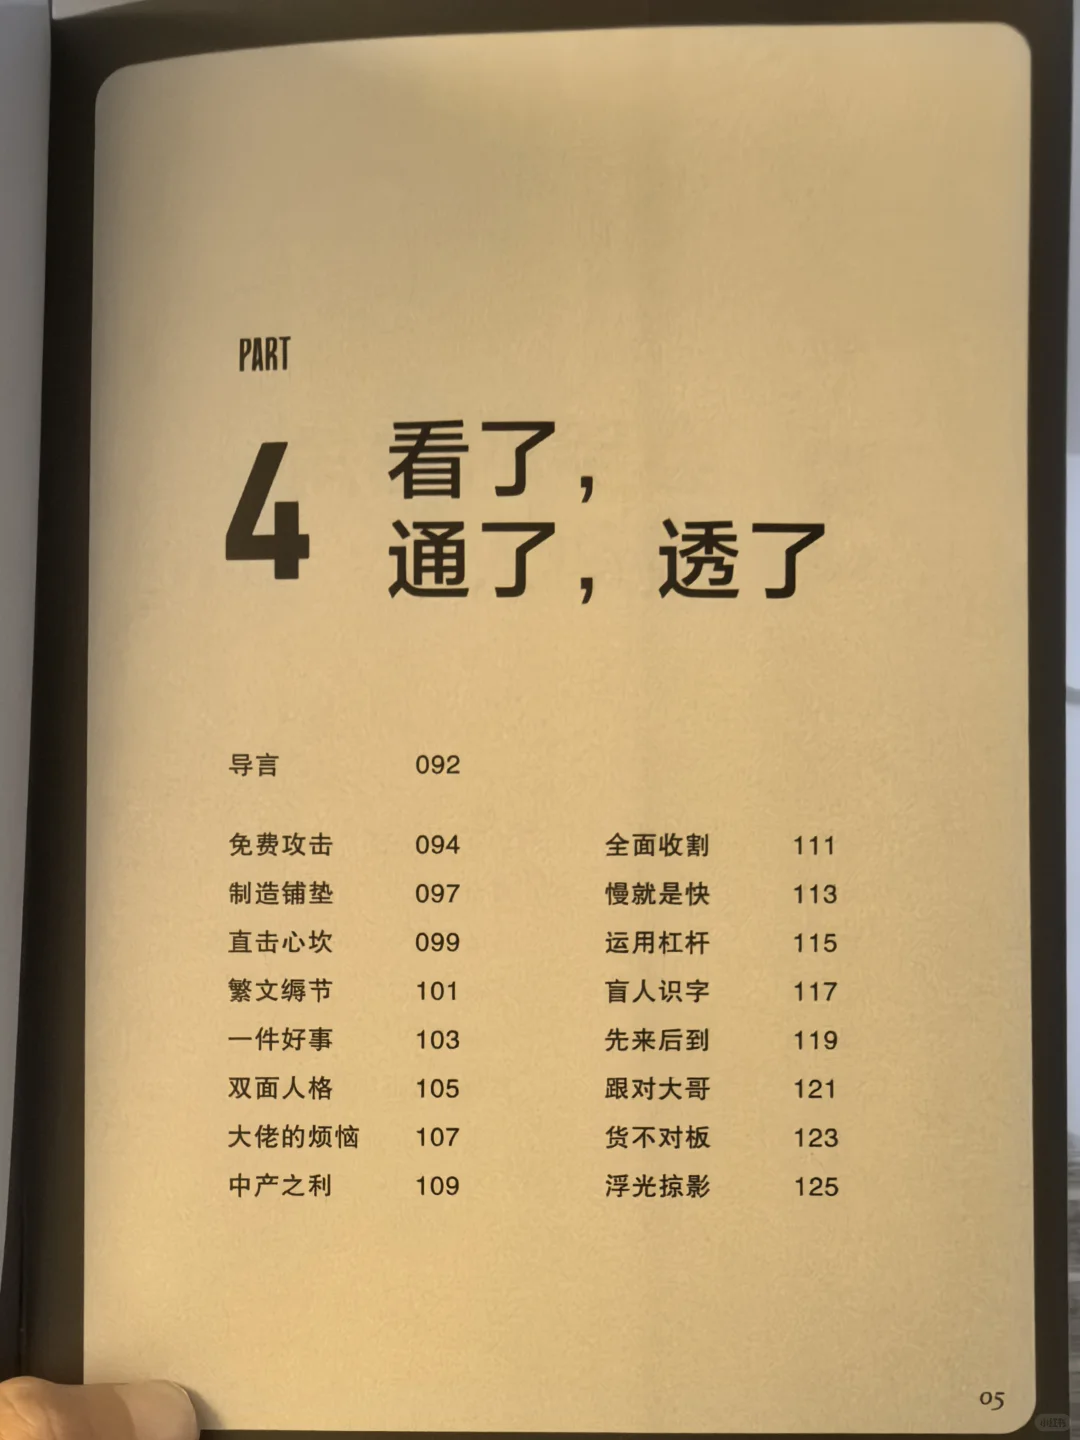 PART
4
看了，
通了，透了
导言 092
免费攻击 094
制造铺垫 097
直击心坎 099
繁文缛节 101
一件好事 103
双面人格 105
大佬的烦恼 107
中产之利 109
全面收割 111
慢就是快 113
运用杠杆 115
盲人识字 117
先来后到 119
跟对大哥 121
货不对板 123
浮光掠影 125
05
小红书